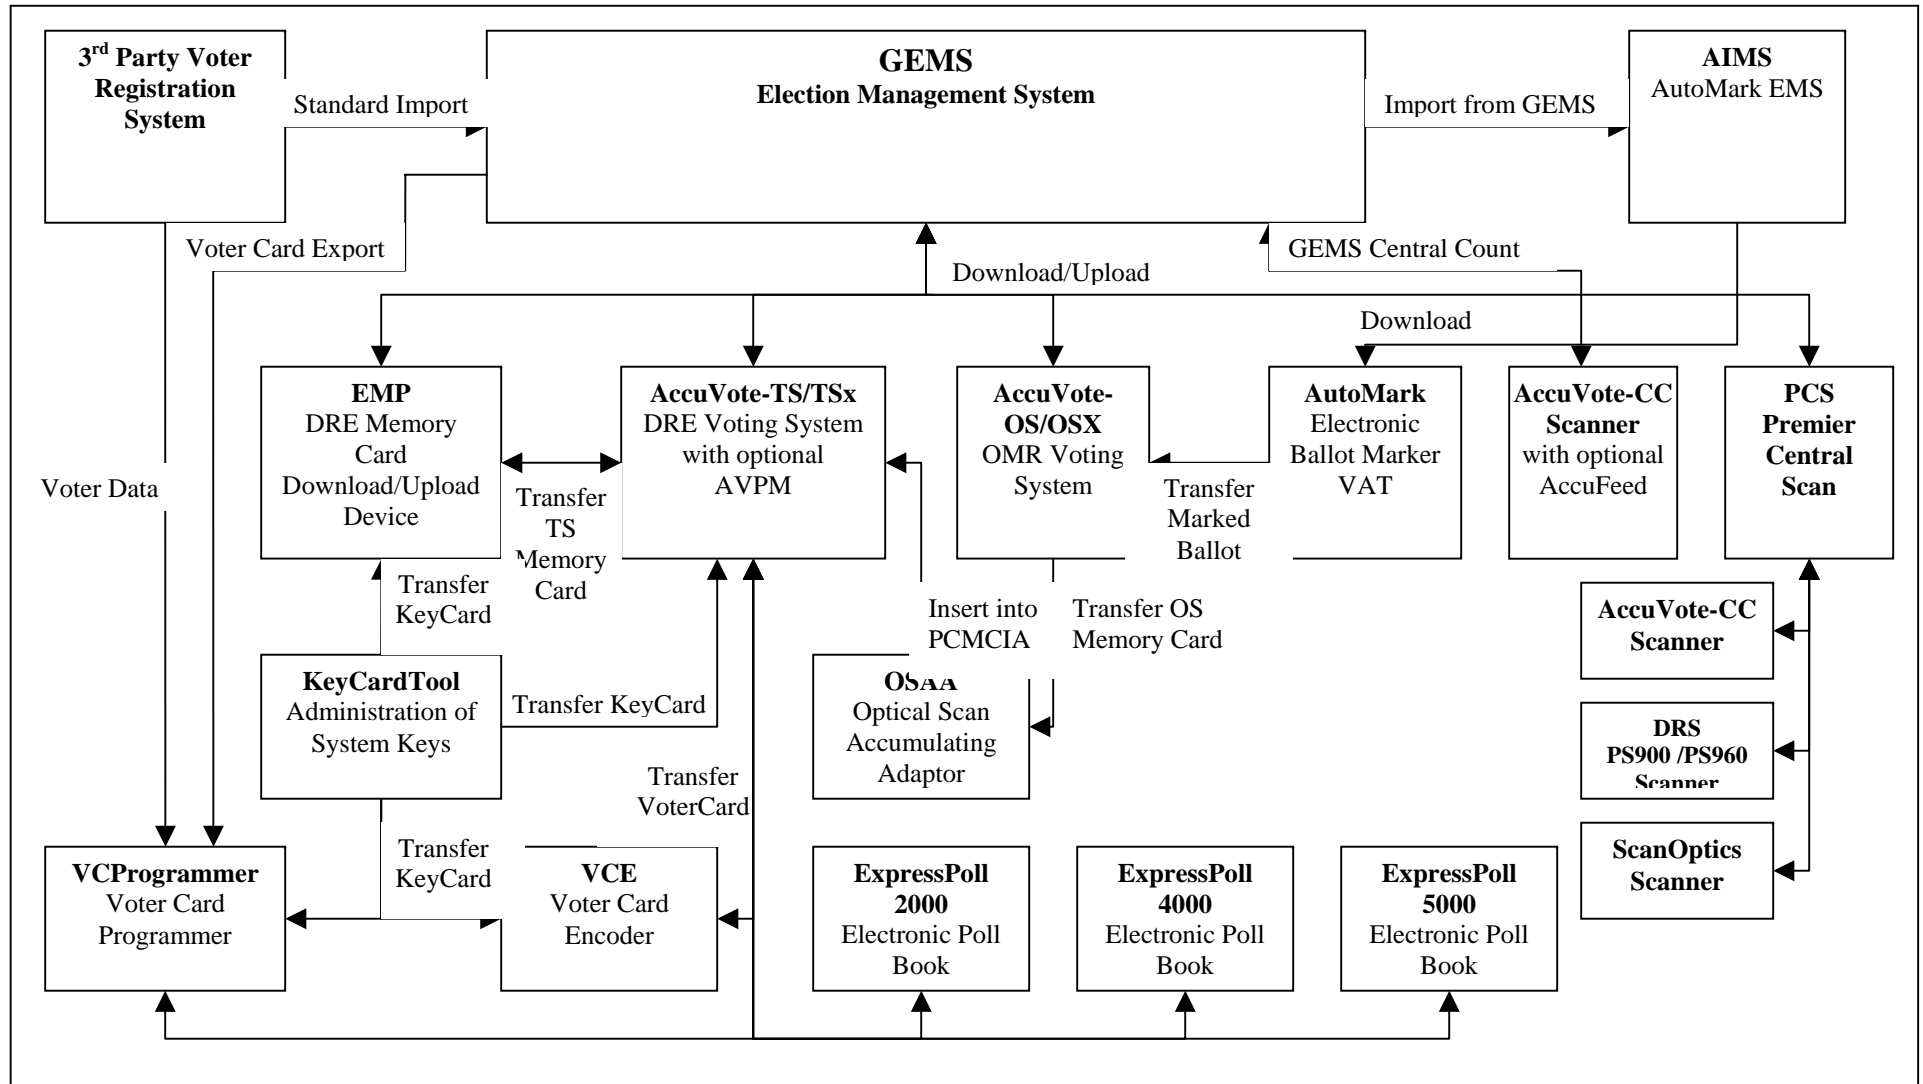 3rd Party Voter
Registration
System
GEMS
Election Management System
AIMS
AutoMark EMS
Standard Import
Import from GEMS
Voter Card Export
GEMS Central Count
Download/Upload
Download
EMP
DRE Memory
Card
Download/Upload
Device
AccuVote-TS/TSx
DRE Voting System
with optional
AVPM
AccuVote-
OS/OSX
OMR Voting
System
AutoMark
Electronic
Ballot Marker
VAT
AccuVote-CC
Scanner
with optional
AccuFeed
PCS
Premier
Central
Scan
Voter Data
Transfer
TS
Memory
Card
Transfer
Marked
Ballot
Transfer
KeyCard
Insert into
PCMCIA
Transfer OS
Memory Card
AccuVote-CC
Scanner
KeyCardTool
Administration of
System Keys
Transfer KeyCard
OSAA
Optical Scan
Accumulating
Adaptor
DRS
PS900 /PS960
Scanner
Transfer
VoterCard
Transfer
KeyCard
VCProgrammer
Voter Card
Programmer
VCE
Voter Card
Encoder
ExpressPoll
2000
Electronic Poll
Book
ExpressPoll
4000
Electronic Poll
Book
ExpressPoll
5000
Electronic Poll
Book
ScanOptics
Scanner